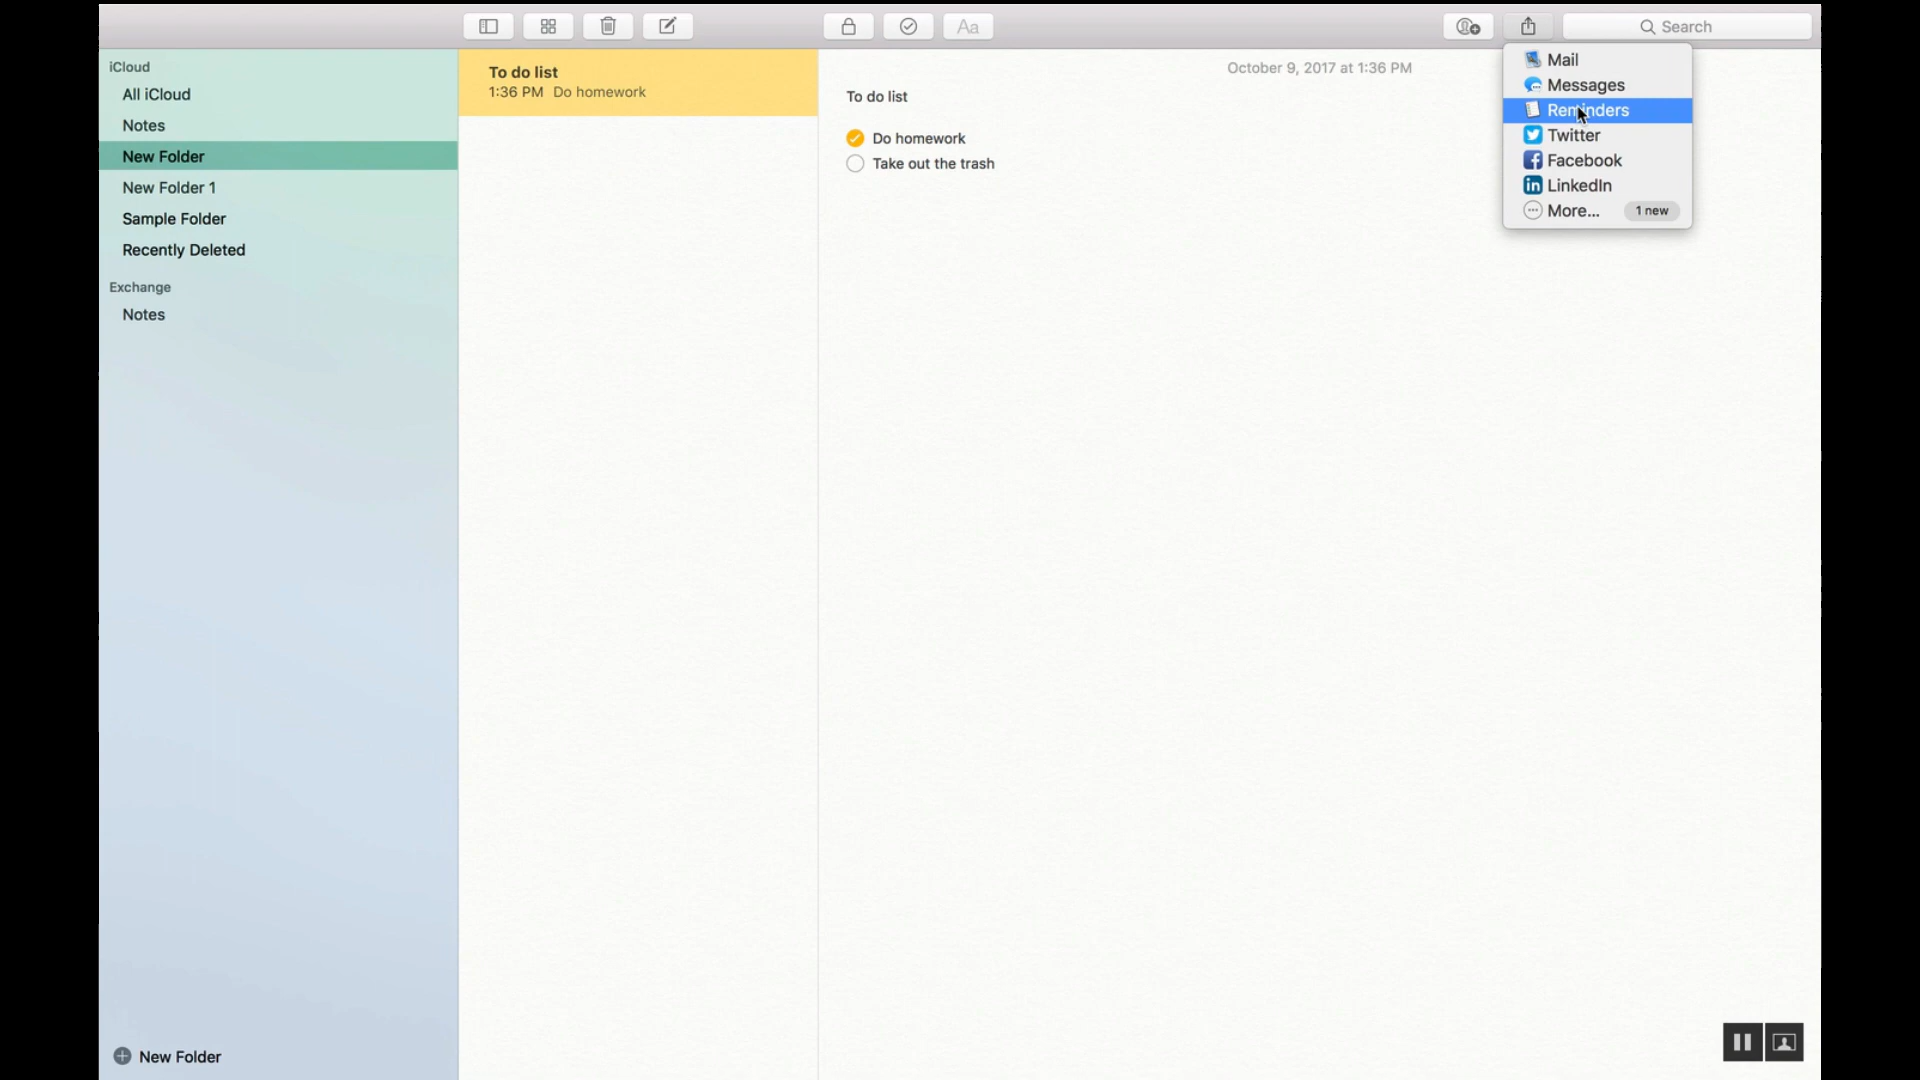 Aa
Search
iCloud
All iCloud
Notes
New Folder
New Folder 1
Sample Folder
Recently Deleted
Exchange
Notes
New Folder
To do list
1:36 PM Do homework
October 9, 2017 at 1:36 PM
To do list
Do homework
Take out the trash
Mail
Messages
Reminders
Twitter
Facebook
in LinkedIn
More... 1 new